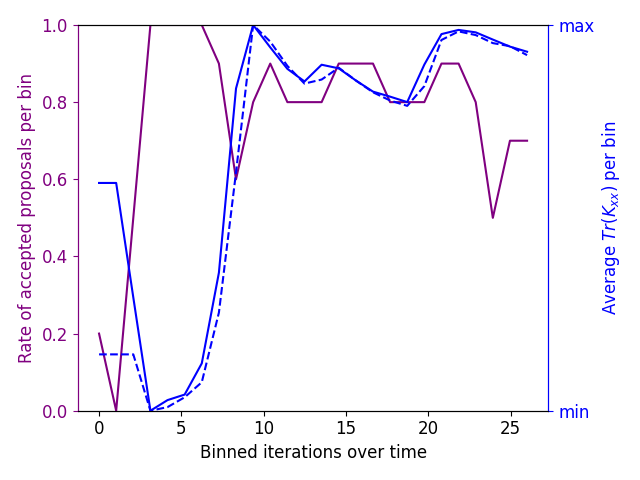 1.0
0.8
0.6
0.4
0.2
0.0
Rate of accepted proposals per bin
0
5
10
15
20
25
Binned iterations over time
max
min
Average Tr(Kxx) per bin